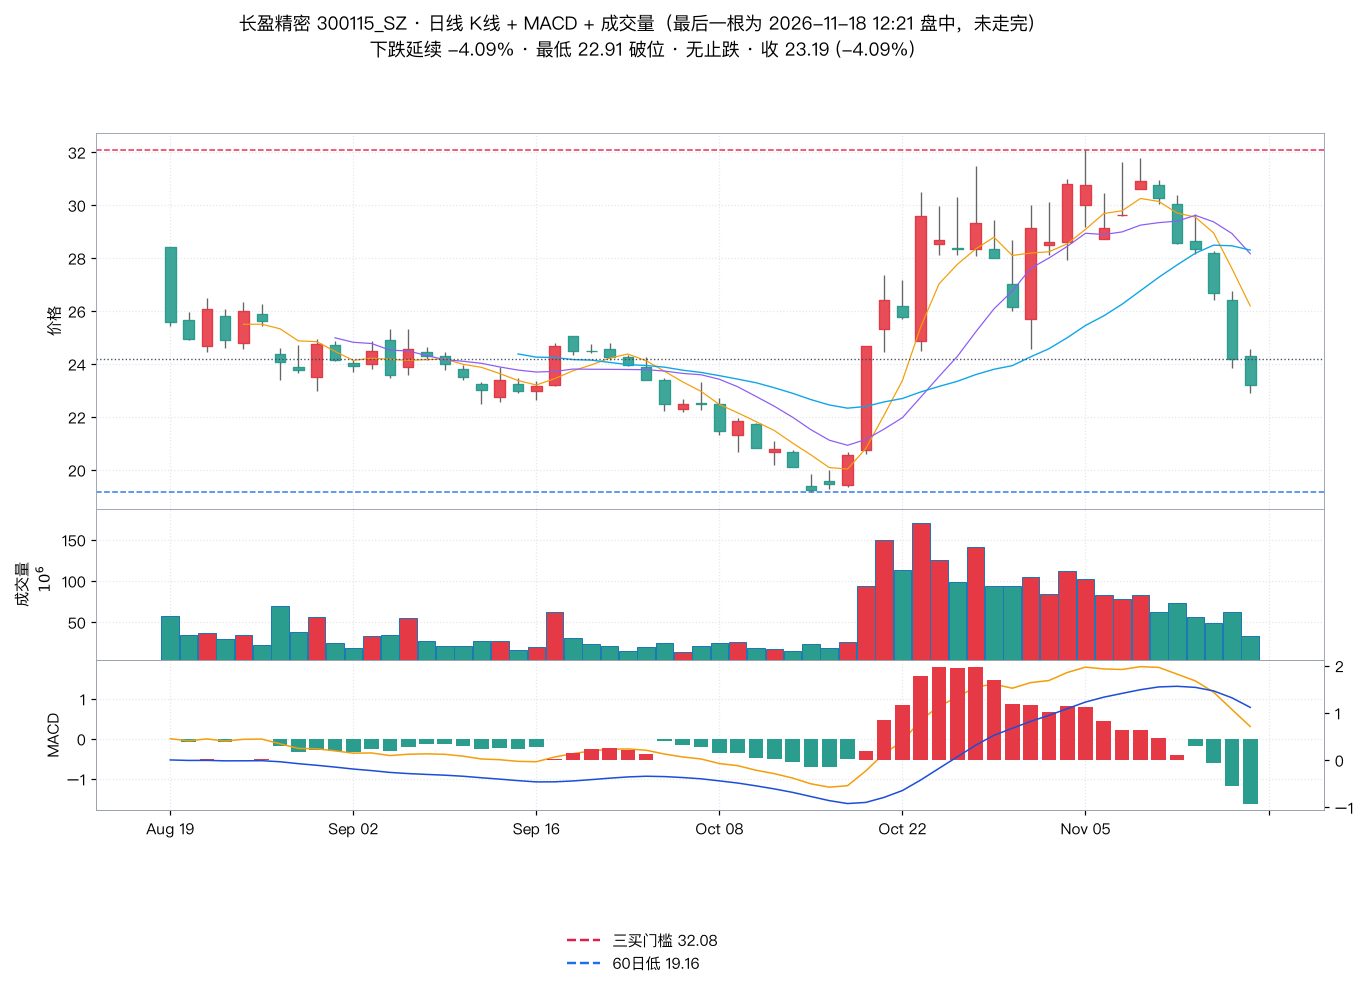 长盈精密 300115_SZ · 日线 K线 + MACD + 成交量（最后一根为 2026–11–18 12:21 盘中，未走完）
下跌延续 −4.09% · 最低 22.91 破位 · 无止跌 · 收 23.19 (−4.09%)
32
30
28
26
24
22
20
价格
150
100
50
成交量
10⁶
1
0
−1
MACD
2
1
0
−1
Aug 19
Sep 02
Sep 16
Oct 08
Oct 22
Nov 05
三买门槛 32.08
60日低 19.16